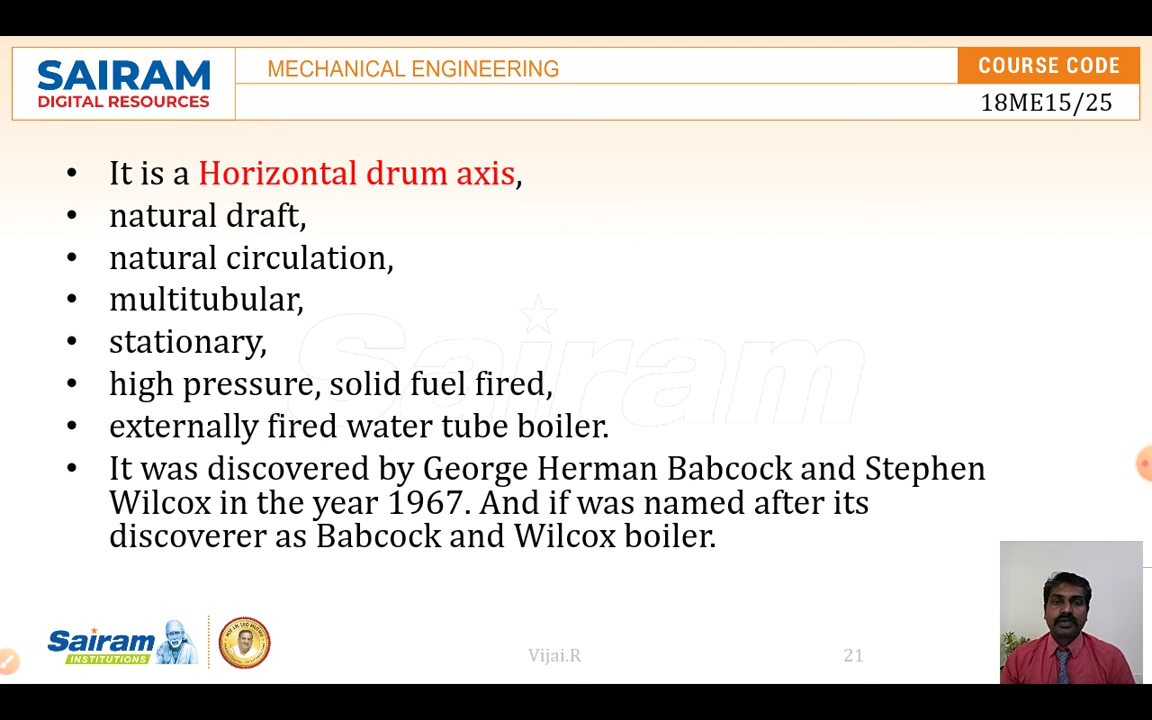 SAIRAM
DIGITAL RESOURCES
MECHANICAL ENGINEERING
COURSE CODE
18ME15/25
• It is a Horizontal drum axis,
• natural draft,
• natural circulation,
• multitubular,
• stationary,
• high pressure, solid fuel fired,
• externally fired water tube boiler.
• It was discovered by George Herman Babcock and Stephen
Wilcox in the year 1967. And if was named after its
discoverer as Babcock and Wilcox boiler.
Sairam
Sairam
INSTITUTIONS
Vijai.R
21